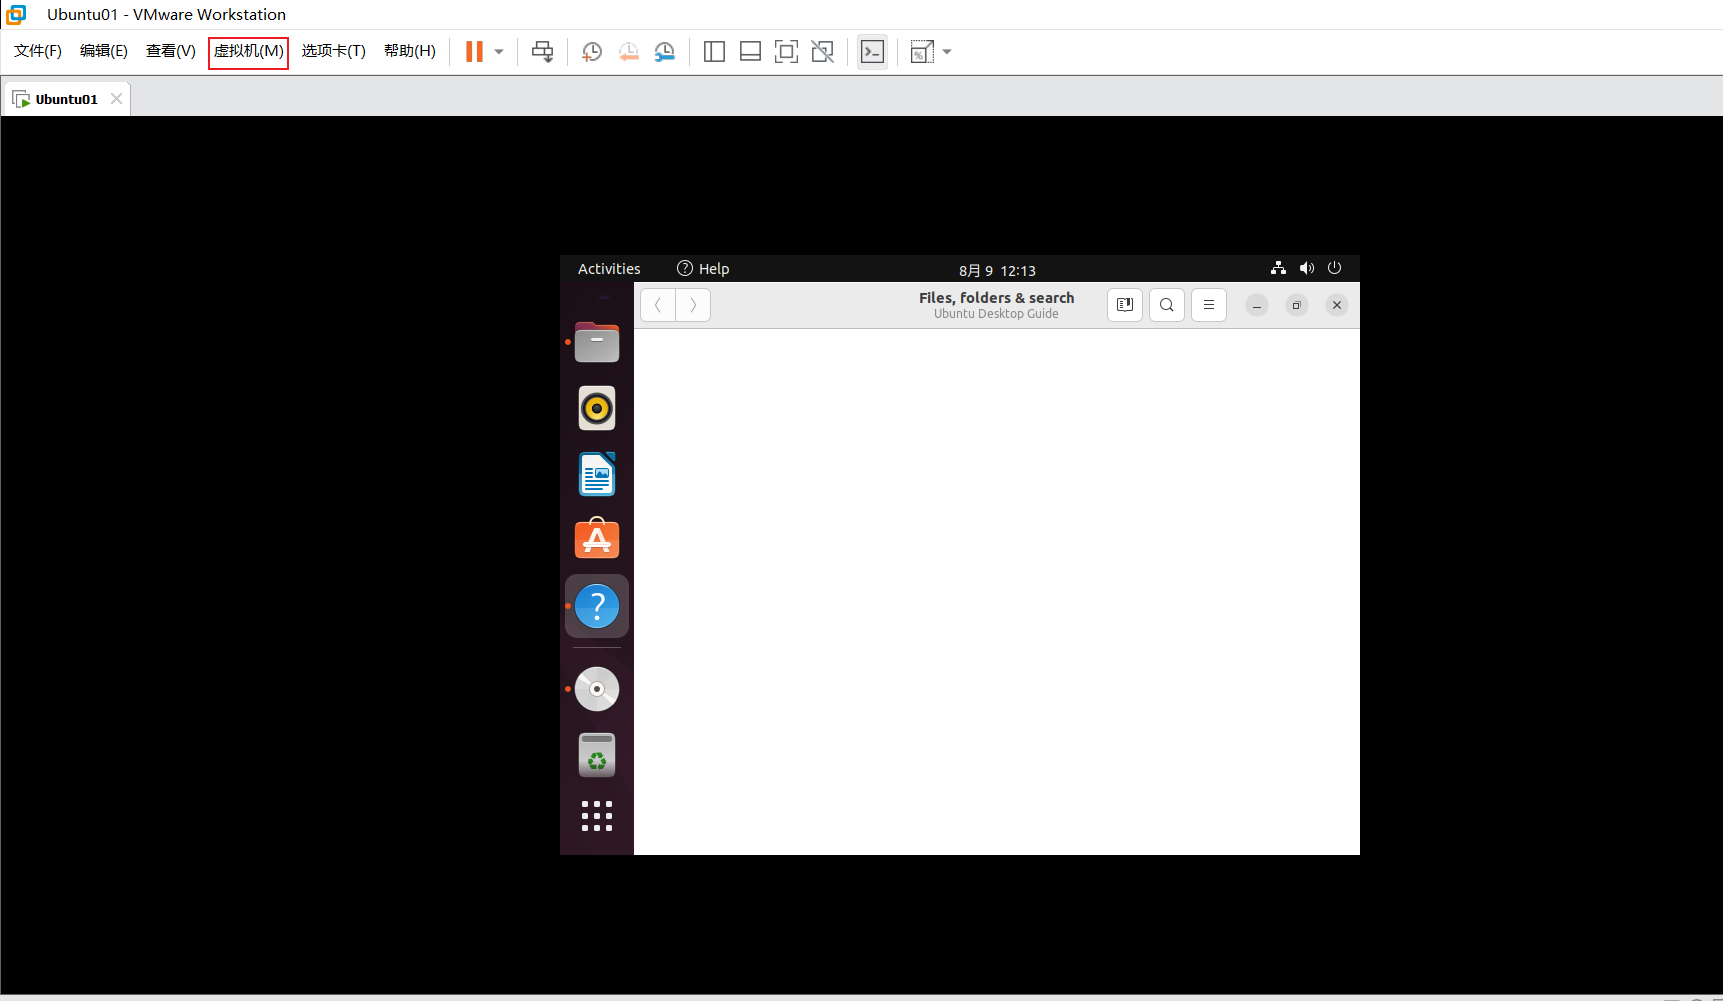 Ubuntu01 - VMware Workstation
文件(F) 编辑(E) 查看(V) 虚拟机(M) 选项卡(T) 帮助(H)
Ubuntu01
Activities Help 8月 9 12:13
Files, folders & search
Ubuntu Desktop Guide